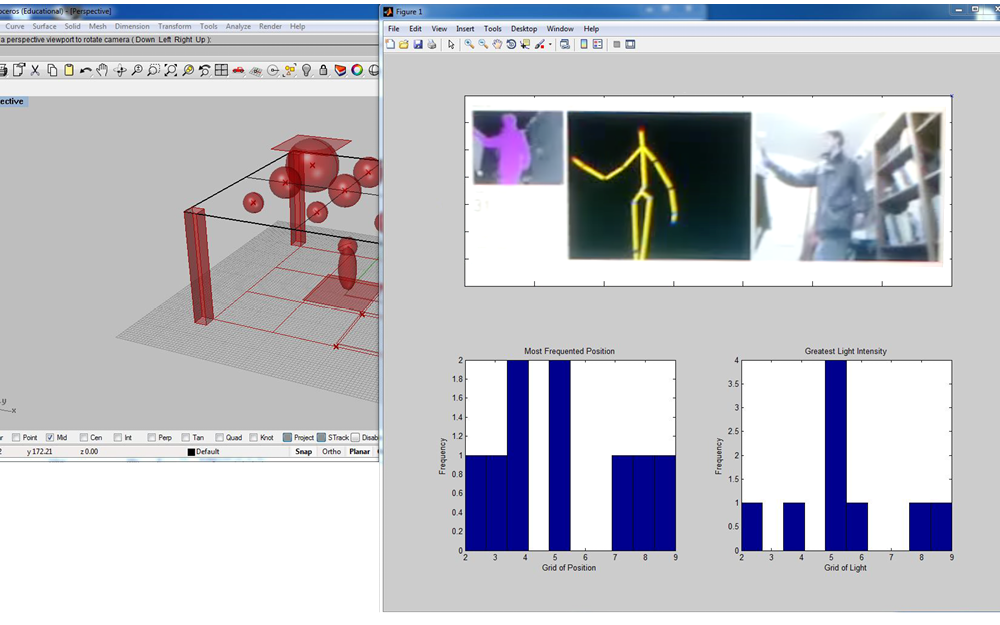 oceros (Educational) - [Perspective]
Curve Surface Solid Mesh Dimension Transform Tools Analyze Render Help
a perspective viewport to rotate camera ( Down Left Right Up ):
ective
y
x
Point Mid Cen Int Perp Tan Quad Knot Project STrack Disab
2 y 172.21 z 0.00 Default Snap Ortho Planar
Figure 1
File Edit View Insert Tools Desktop Window Help
Most Frequented Position
2
1.8
1.6
1.4
1.2
1
0.8
0.6
0.4
0.2
0
Frequency
2 3 4 5 6 7 8 9
Grid of Position
Greatest Light Intensity
4
3.5
3
2.5
2
1.5
1
0.5
0
Frequency
2 3 4 5 6 7 8 9
Grid of Light